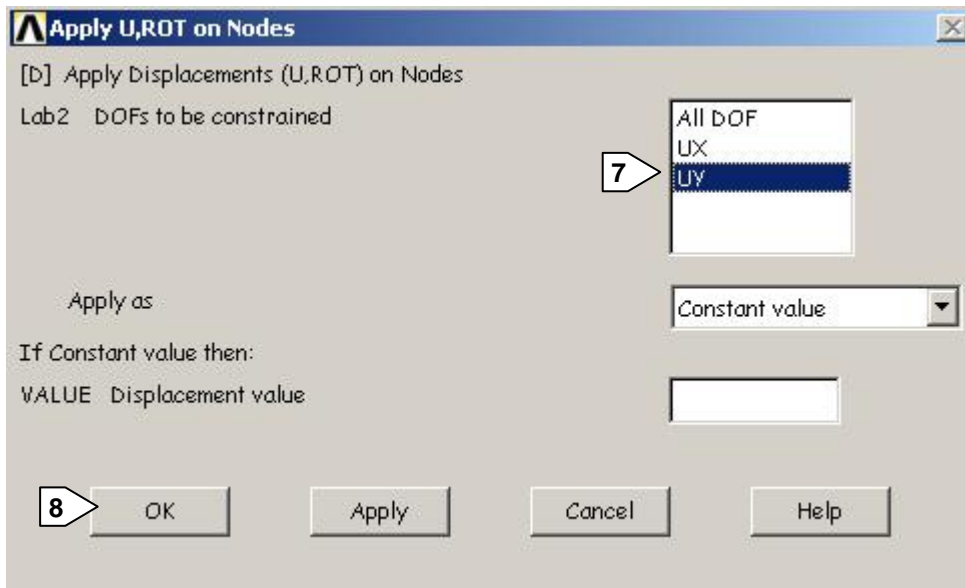 Apply U,ROT on Nodes
[D] Apply Displacements (U,ROT) on Nodes
Lab2 DOFs to be constrained
All DOF
UX
7
UY
Apply as
Constant value
If Constant value then:
VALUE Displacement value
8
OK
Apply
Cancel
Help